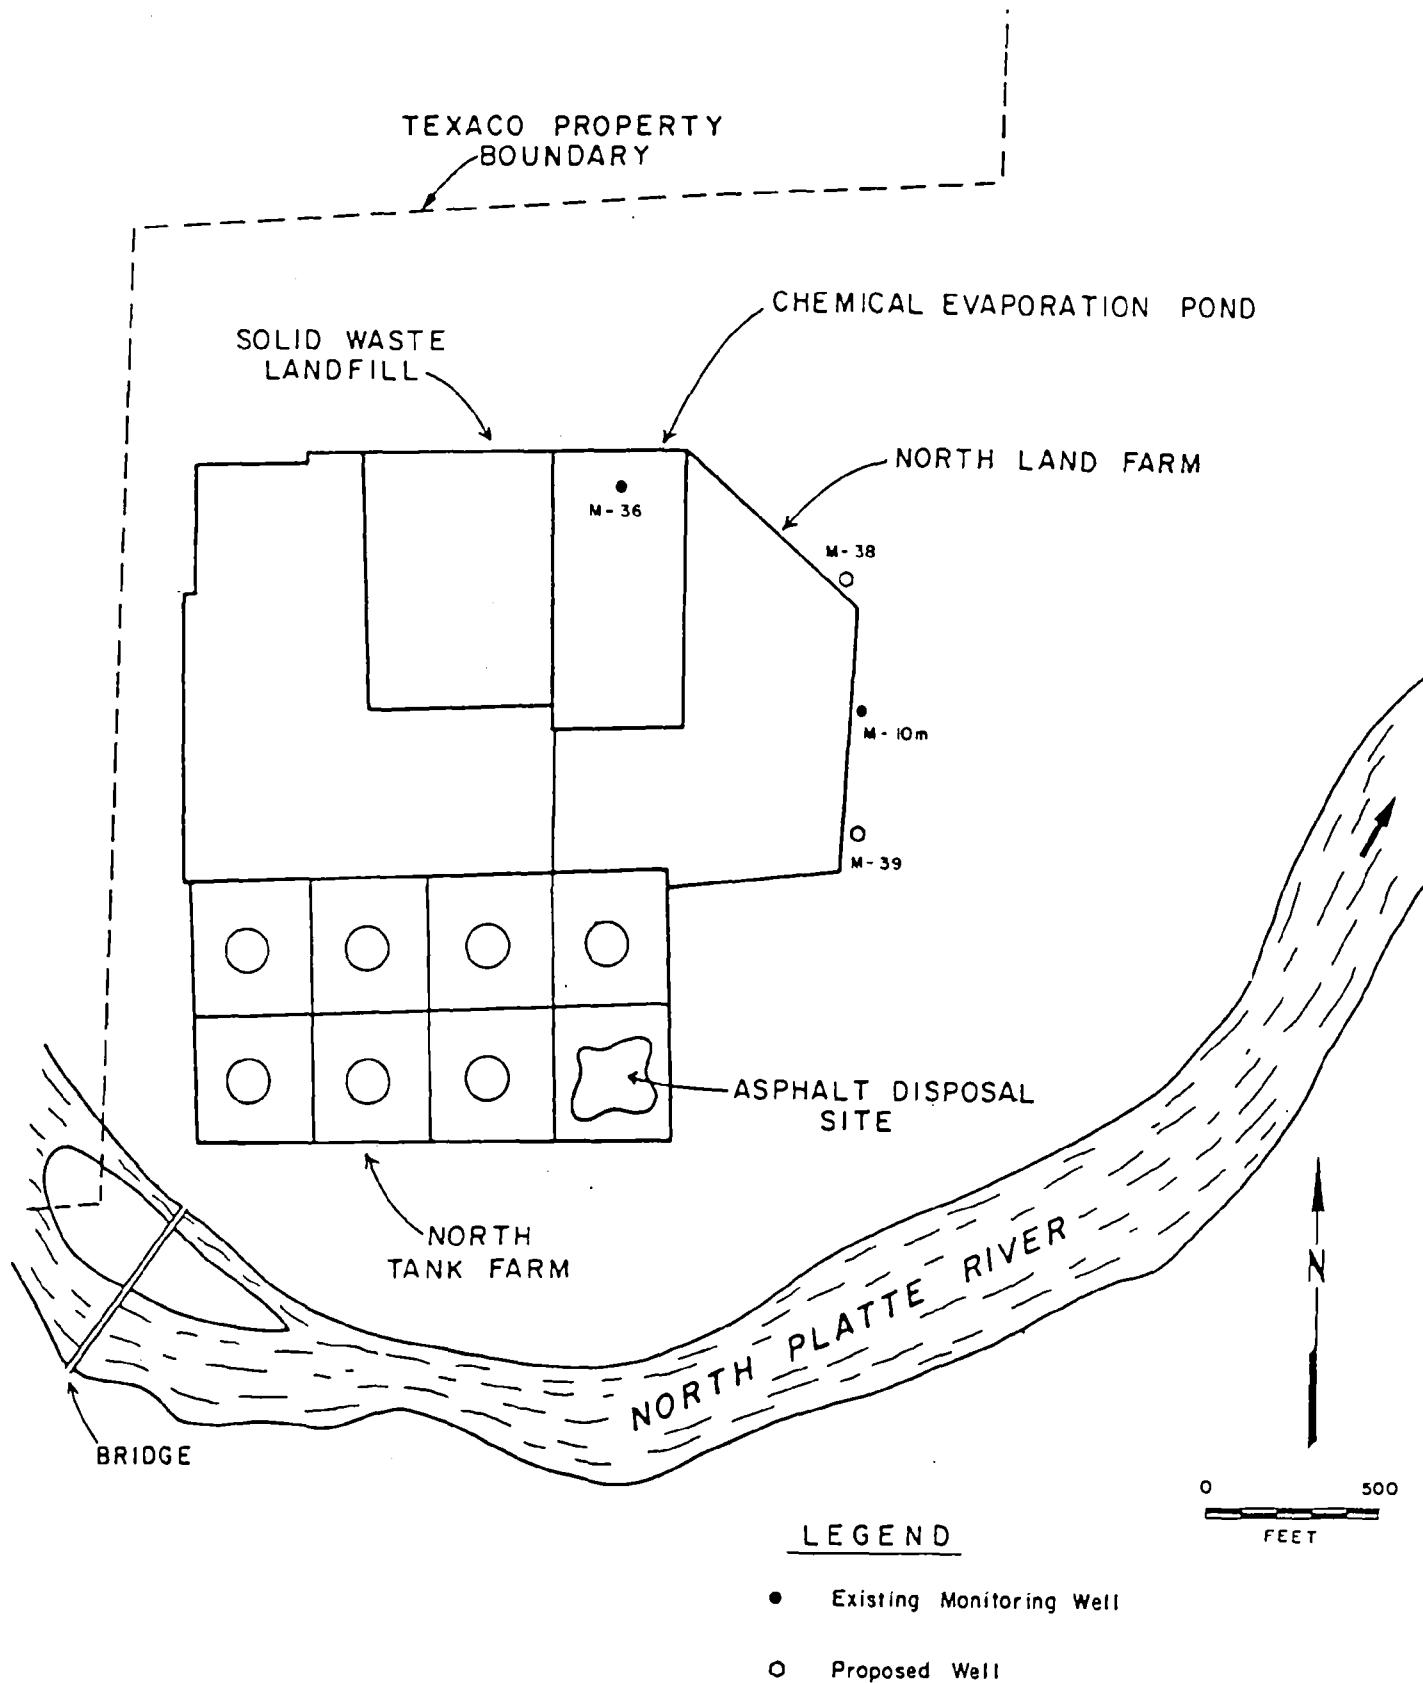 TEXACO PROPERTY
BOUNDARY
CHEMICAL EVAPORATION POND
SOLID WASTE
LANDFILL
NORTH LAND FARM
M-36
M-38
M-10m
M-39
ASPHALT DISPOSAL
SITE
NORTH
TANK FARM
NORTH PLATTE RIVER
N
BRIDGE
0 500
FEET
LEGEND
Existing Monitoring Well
Proposed Well